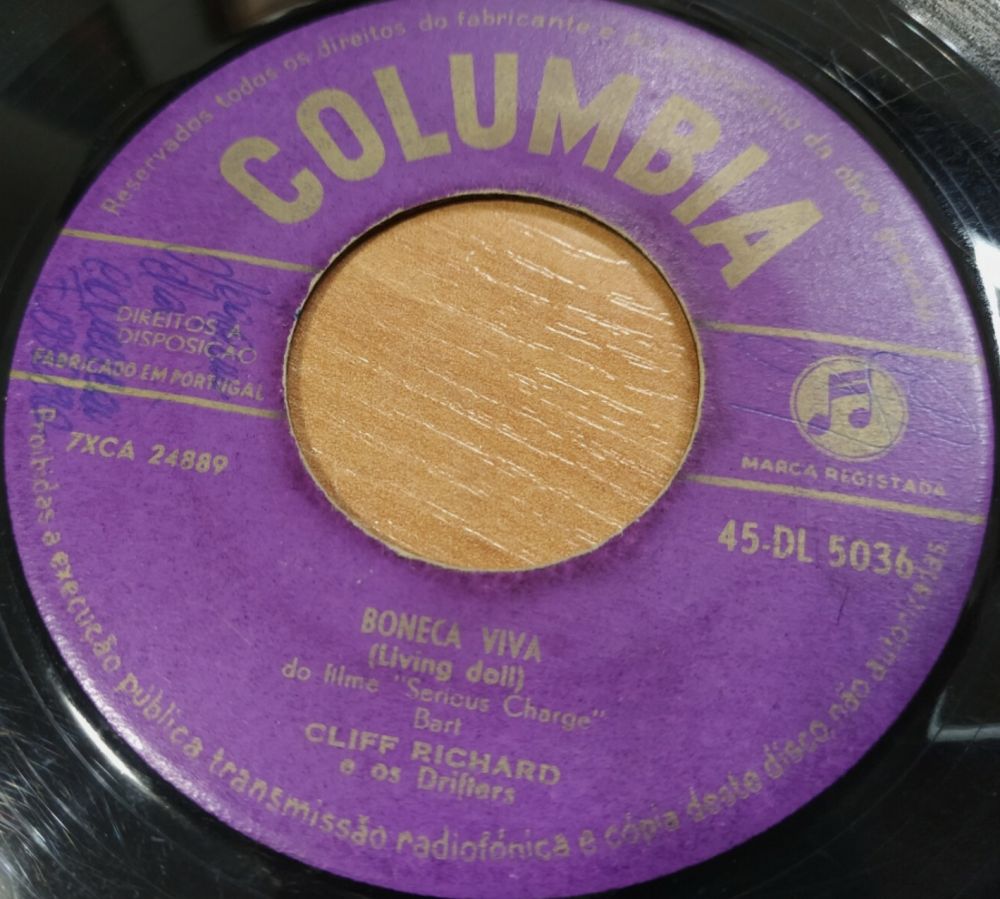 Reservados todos os direitos do fabricante e do proprietário da obra gravada
COLUMBIA
DIREITOS À
DISPOSIÇÃO
FABRICADO EM PORTUGAL
7XCA 24889
MARCA REGISTADA
45-DL 5036
BONECA VIVA
(Living doll)
do filme "Serious Charge"
Bart
CLIFF RICHARD
e os Drifters
Proibidas a execução pública transmissão radiofónica e cópia deste disco, não autorizadas.